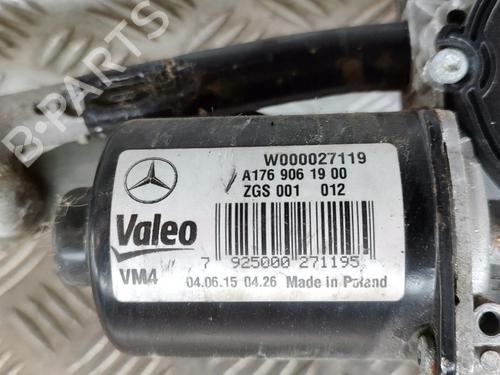 B-PARTS
W000027119
A176 906 19 00
ZGS 001 012
Valeo
7 925000 271195
VM4
04.06.15 04.26 Made in Poland